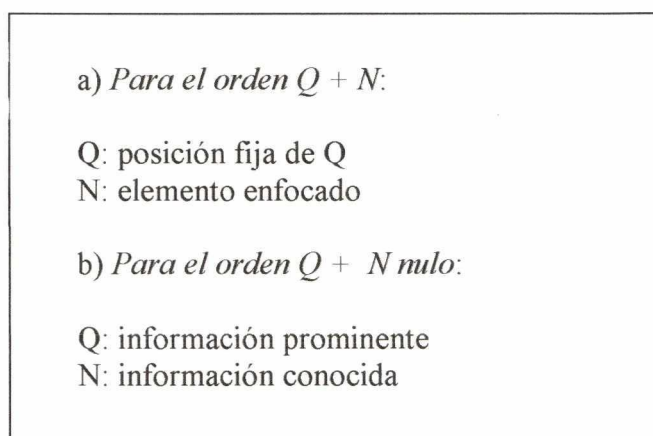 a) Para el orden Q + N:
Q: posición fija de Q
N: elemento enfocado
b) Para el orden Q + N nulo:
Q: información prominente
N: información conocida